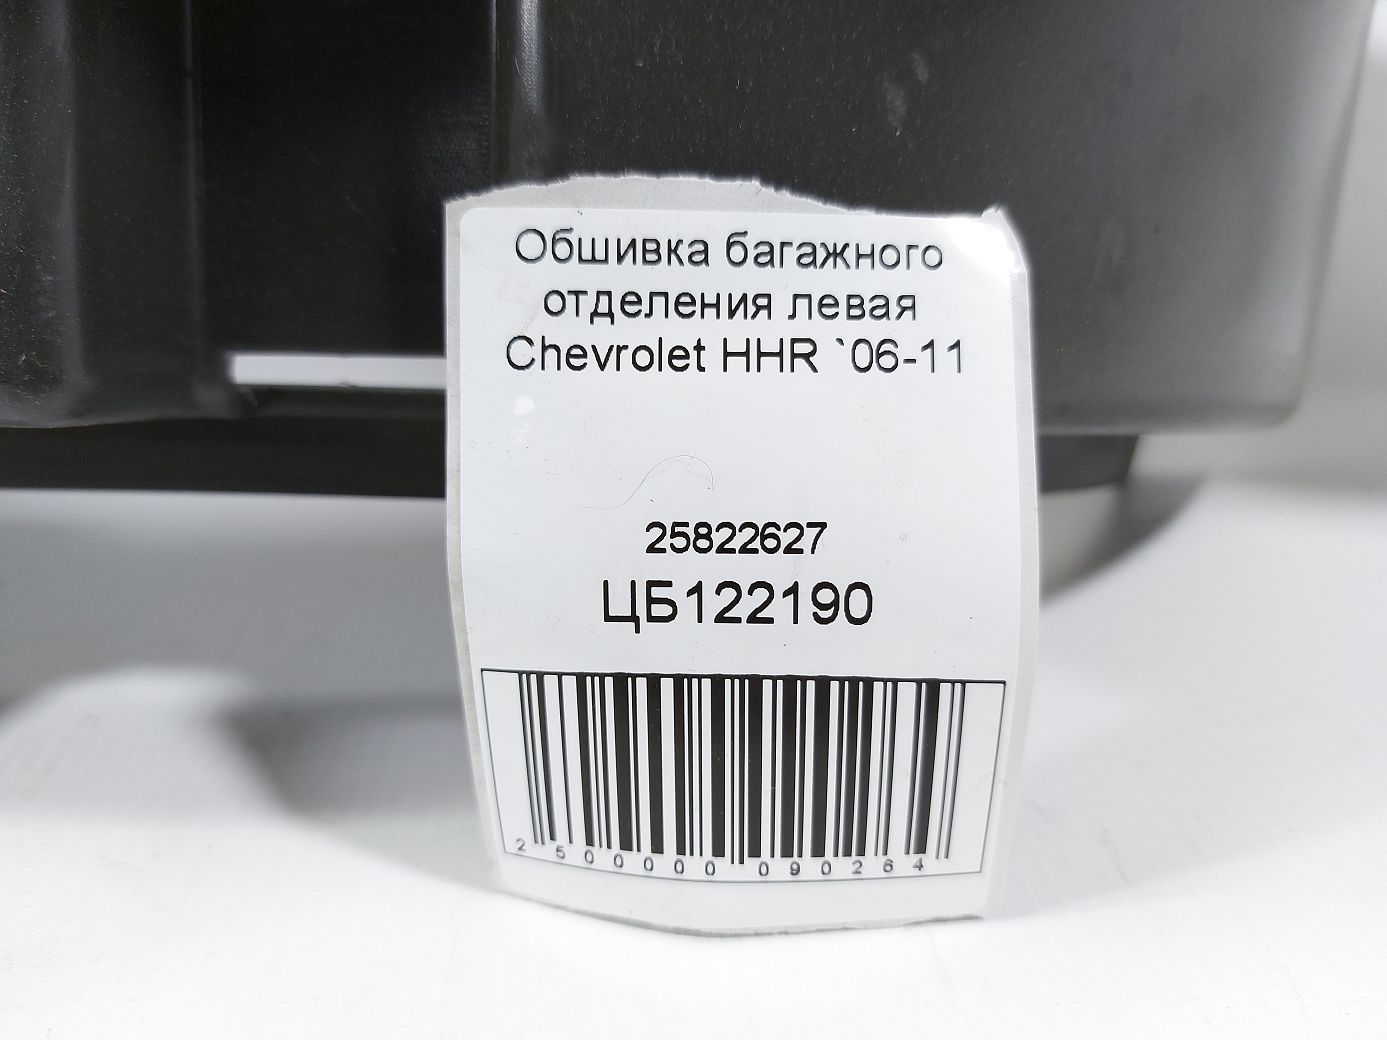 Обшивка багажного
отделения левая
Chevrolet HHR `06-11
25822627
ЦБ122190
2 500000 090264